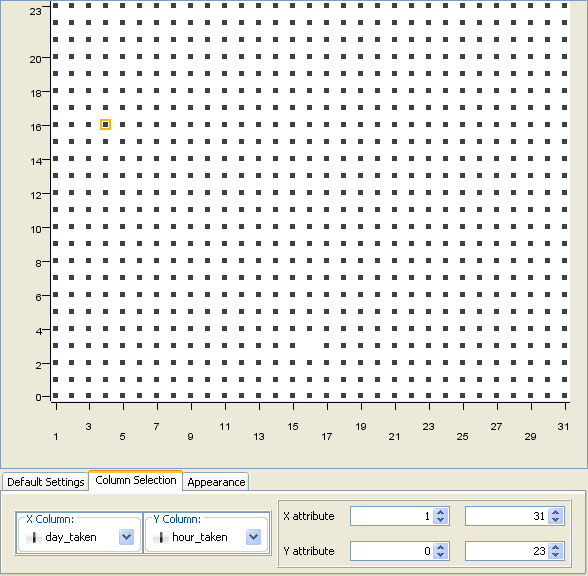 23
20
18
16
14
12
10
8
6
4
2
0
1 3 5 7 9 11 13 15 17 19 21 23 25 27 29 31
Default Settings Column Selection Appearance
X Column: Y Column:
day_taken hour_taken
X attribute 1 31
Y attribute 0 23